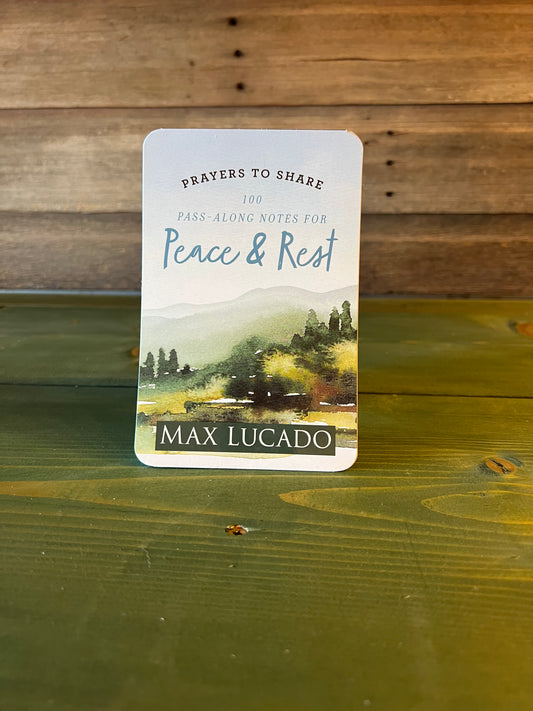 PRAYERS TO SHARE
100
PASS-ALONG NOTES FOR
Peace & Rest
MAX LUCADO